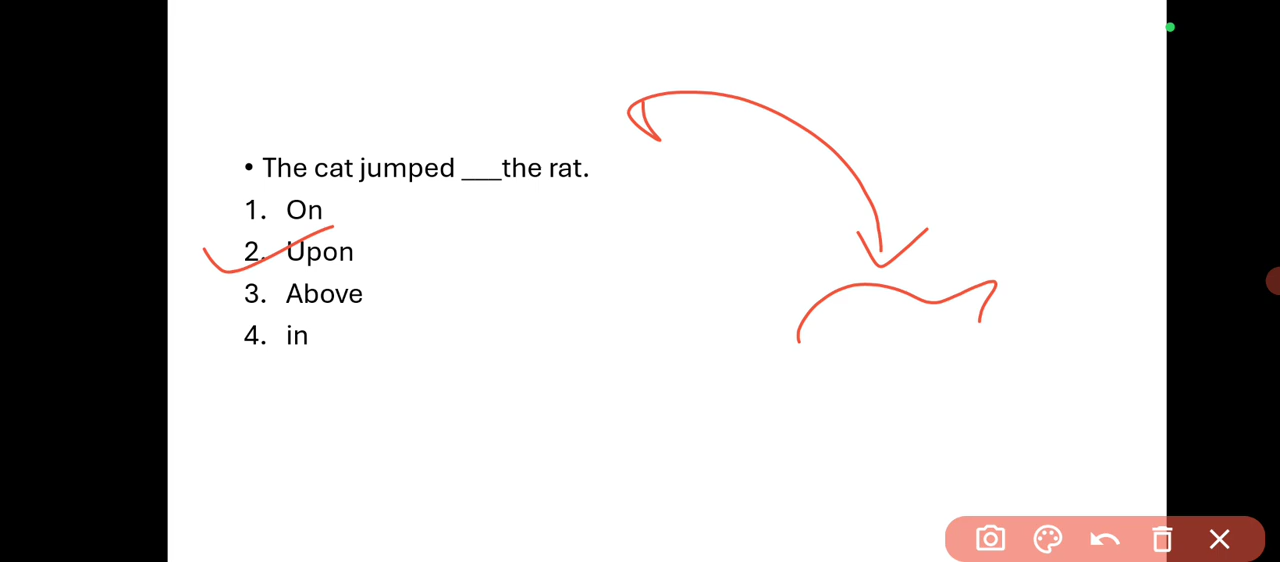 • The cat jumped ___the rat.
1. On
2. Upon
3. Above
4. in